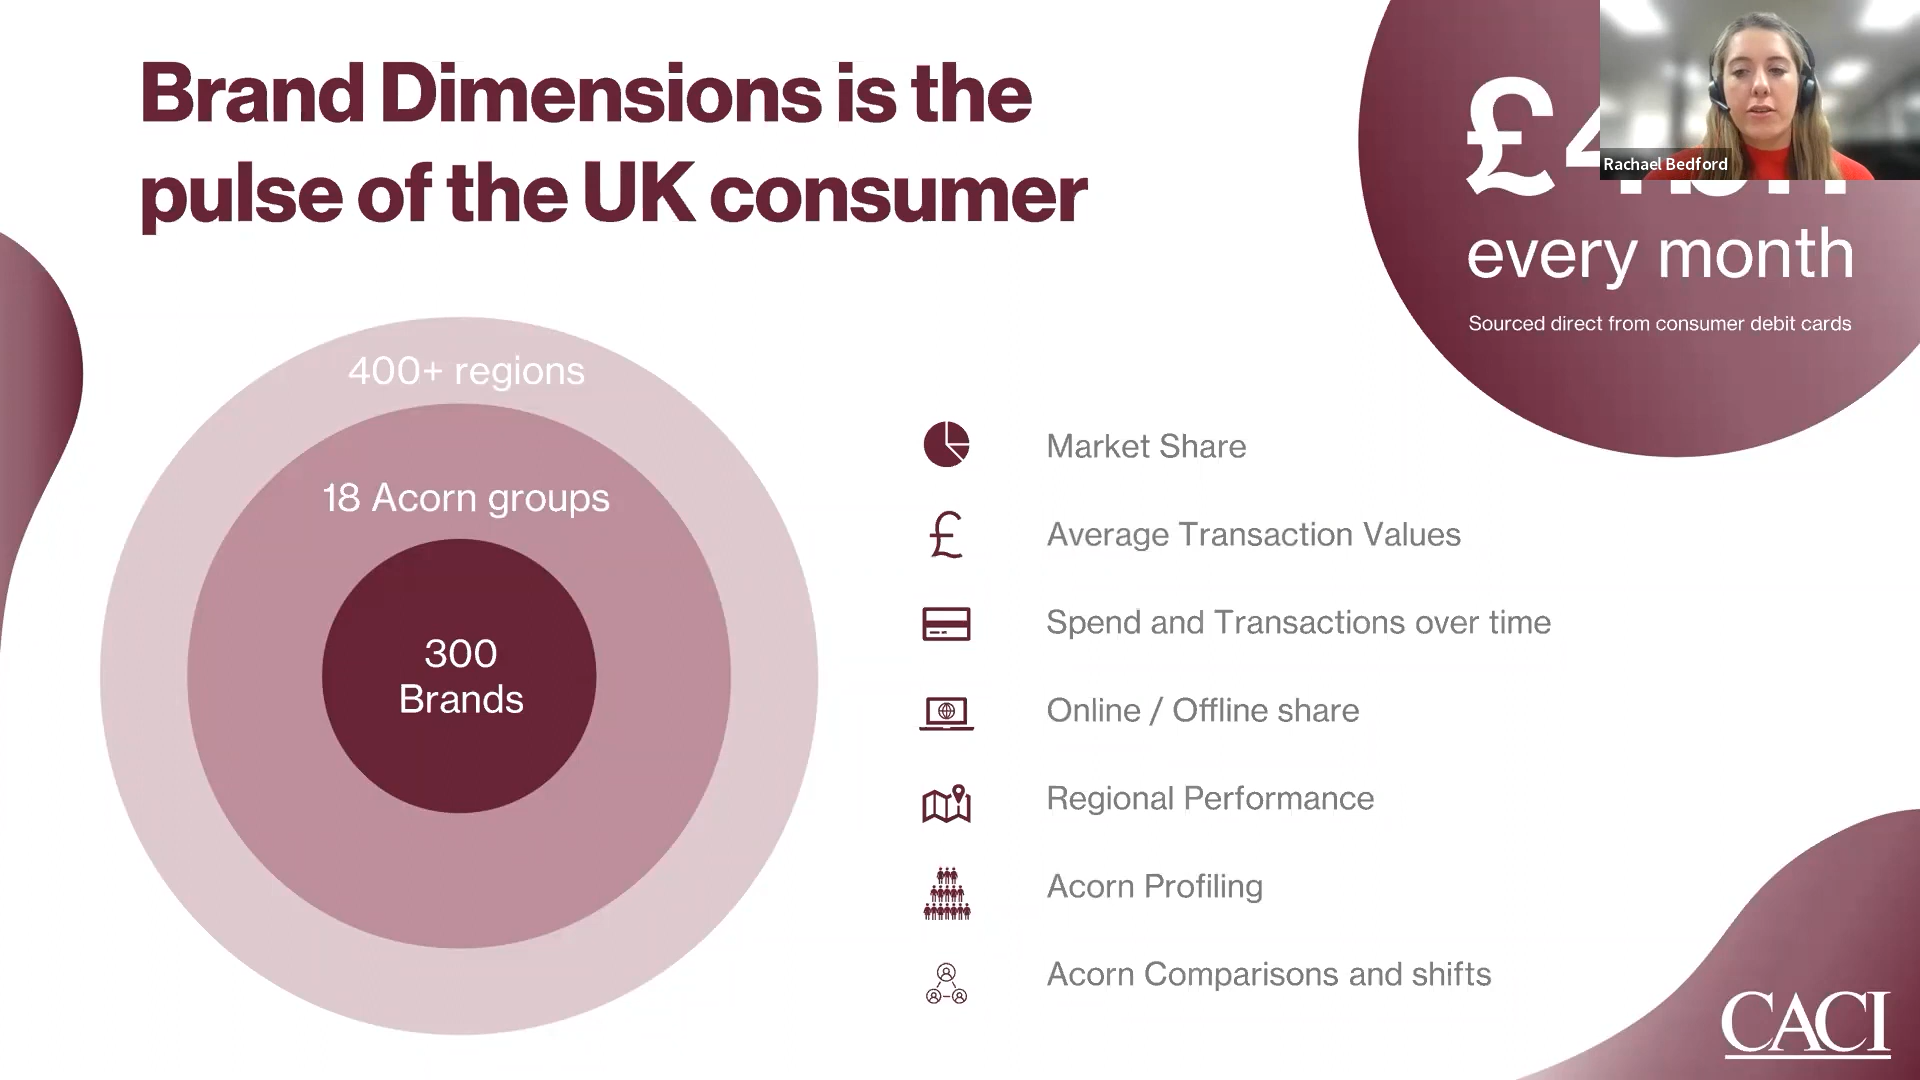 Brand Dimensions is the
pulse of the UK consumer
every month
Sourced direct from consumer debit cards
Rachael Bedford
400+ regions
18 Acorn groups
300
Brands
Market Share
Average Transaction Values
Spend and Transactions over time
Online / Offline share
Regional Performance
Acorn Profiling
Acorn Comparisons and shifts
CACI